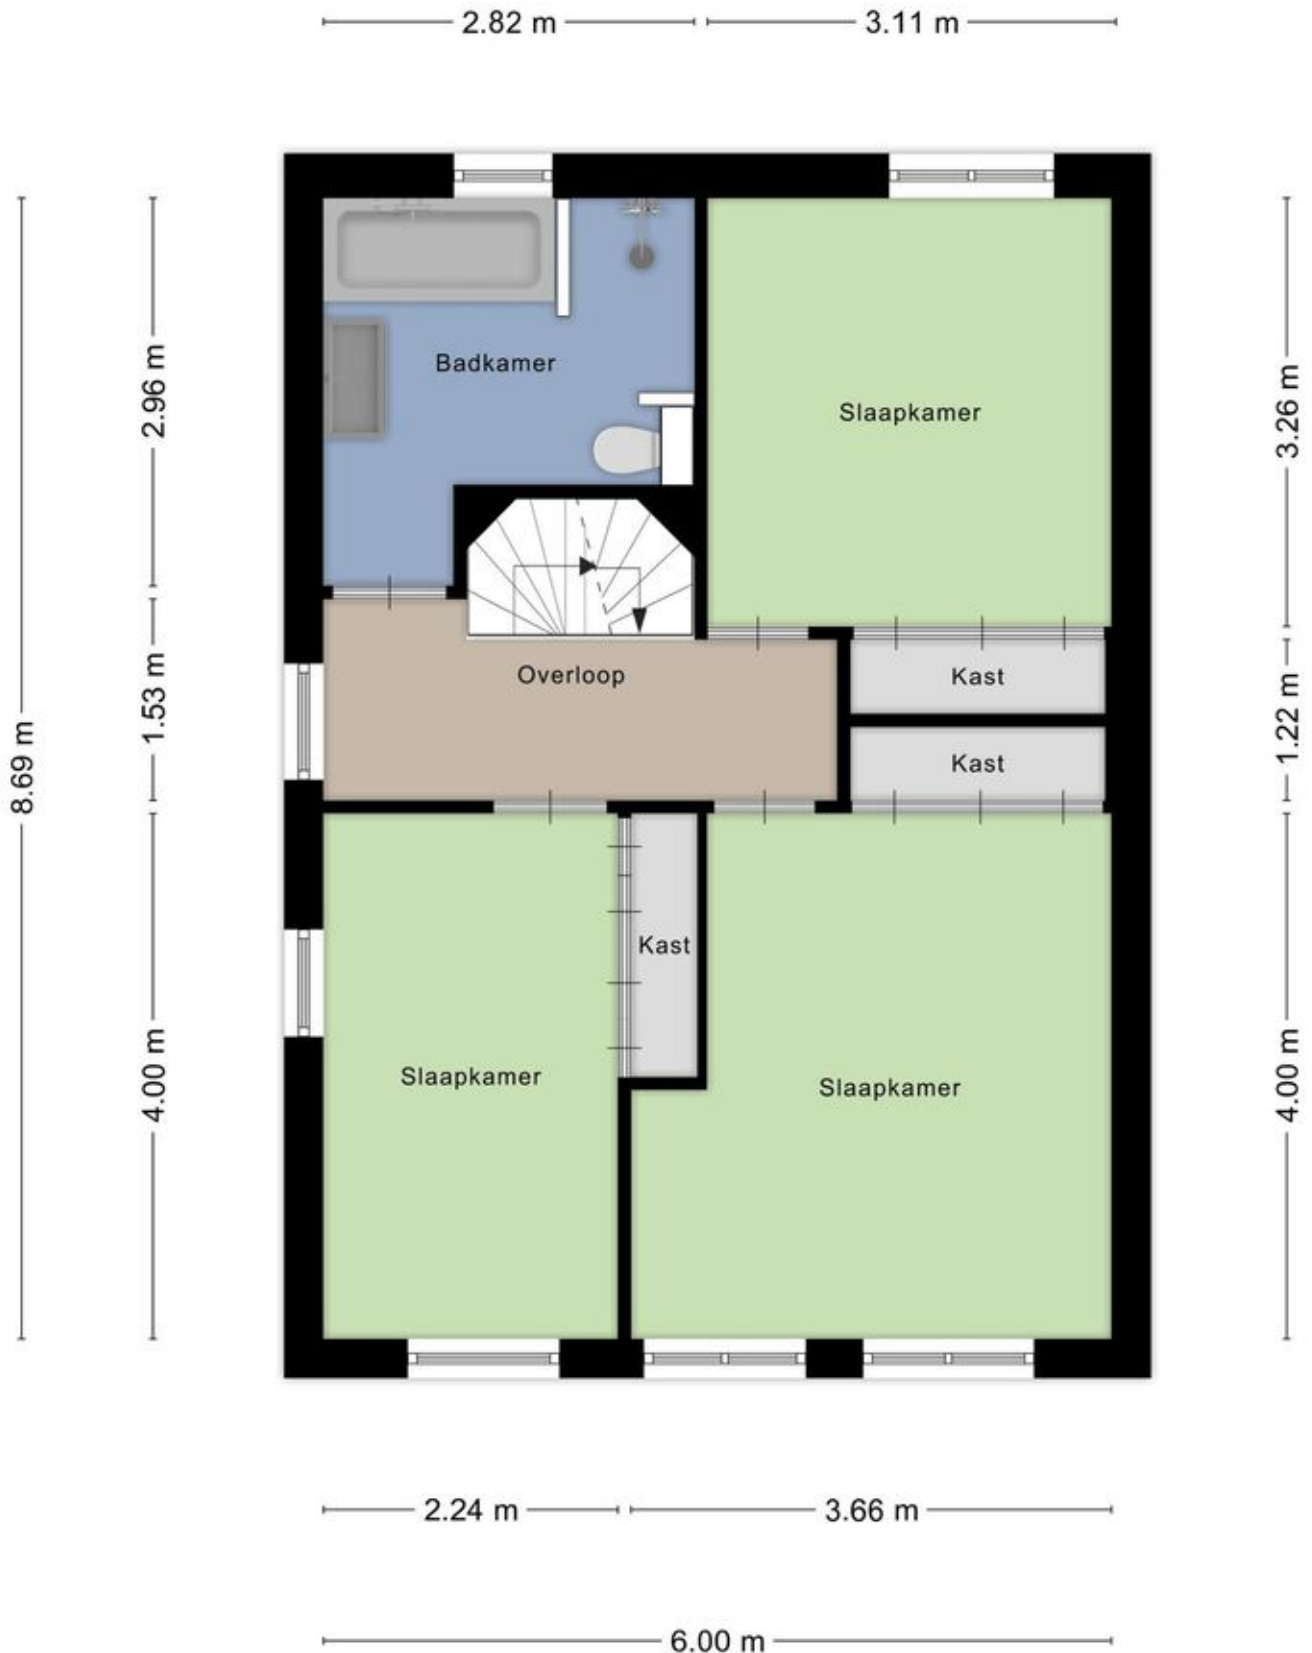 2.82 m
3.11 m
Badkamer
Slaapkamer
2.96 m
3.26 m
Overloop
Kast
1.53 m
1.22 m
8.69 m
Kast
Kast
Slaapkamer
Slaapkamer
4.00 m
4.00 m
2.24 m
3.66 m
6.00 m